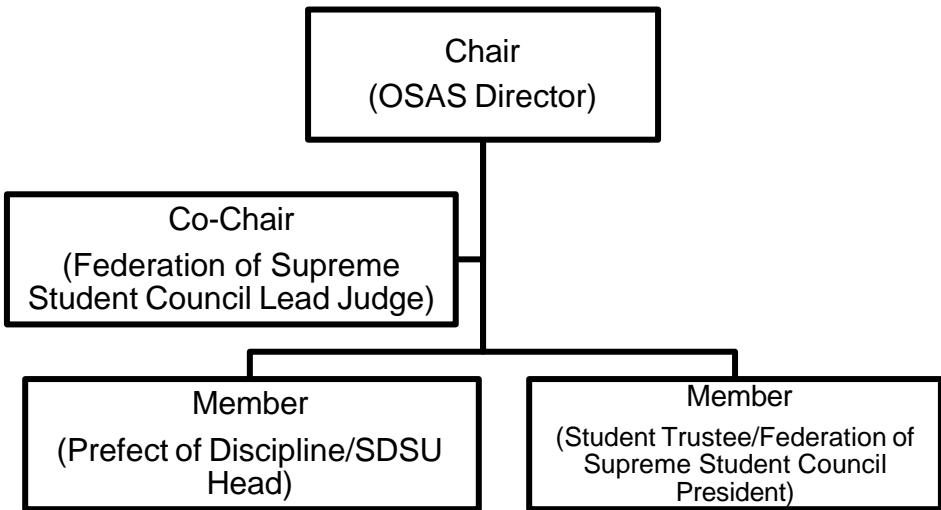 Chair
(OSAS Director)
Co-Chair
(Federation of Supreme
Student Council Lead Judge)
Member
(Prefect of Discipline/SDSU
Head)
Member
(Student Trustee/Federation of
Supreme Student Council
President)